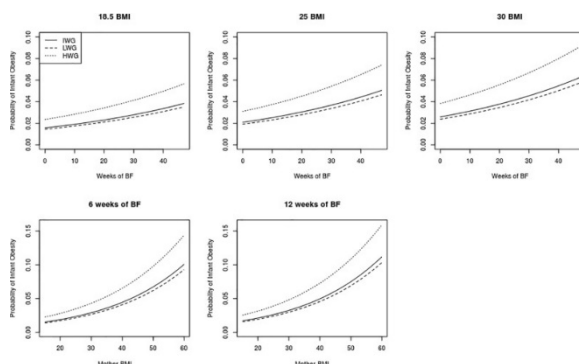 18.5 BMI
25 BMI
30 BMI
Probability of Infant Obesity
0.00 0.02 0.04 0.06 0.08 0.10
IWG
LWG
HWG
0 10 20 30 40
Weeks of BF
Probability of Infant Obesity
0.00 0.02 0.04 0.06 0.08 0.10
0 10 20 30 40
Weeks of BF
Probability of Infant Obesity
0.00 0.02 0.04 0.06 0.08 0.10
0 10 20 30 40
Weeks of BF
6 weeks of BF
12 weeks of BF
Probability of Infant Obesity
0.00 0.05 0.10 0.15
20 30 40 50 60
Mother BMI
Probability of Infant Obesity
0.00 0.05 0.10 0.15
20 30 40 50 60
Mother BMI